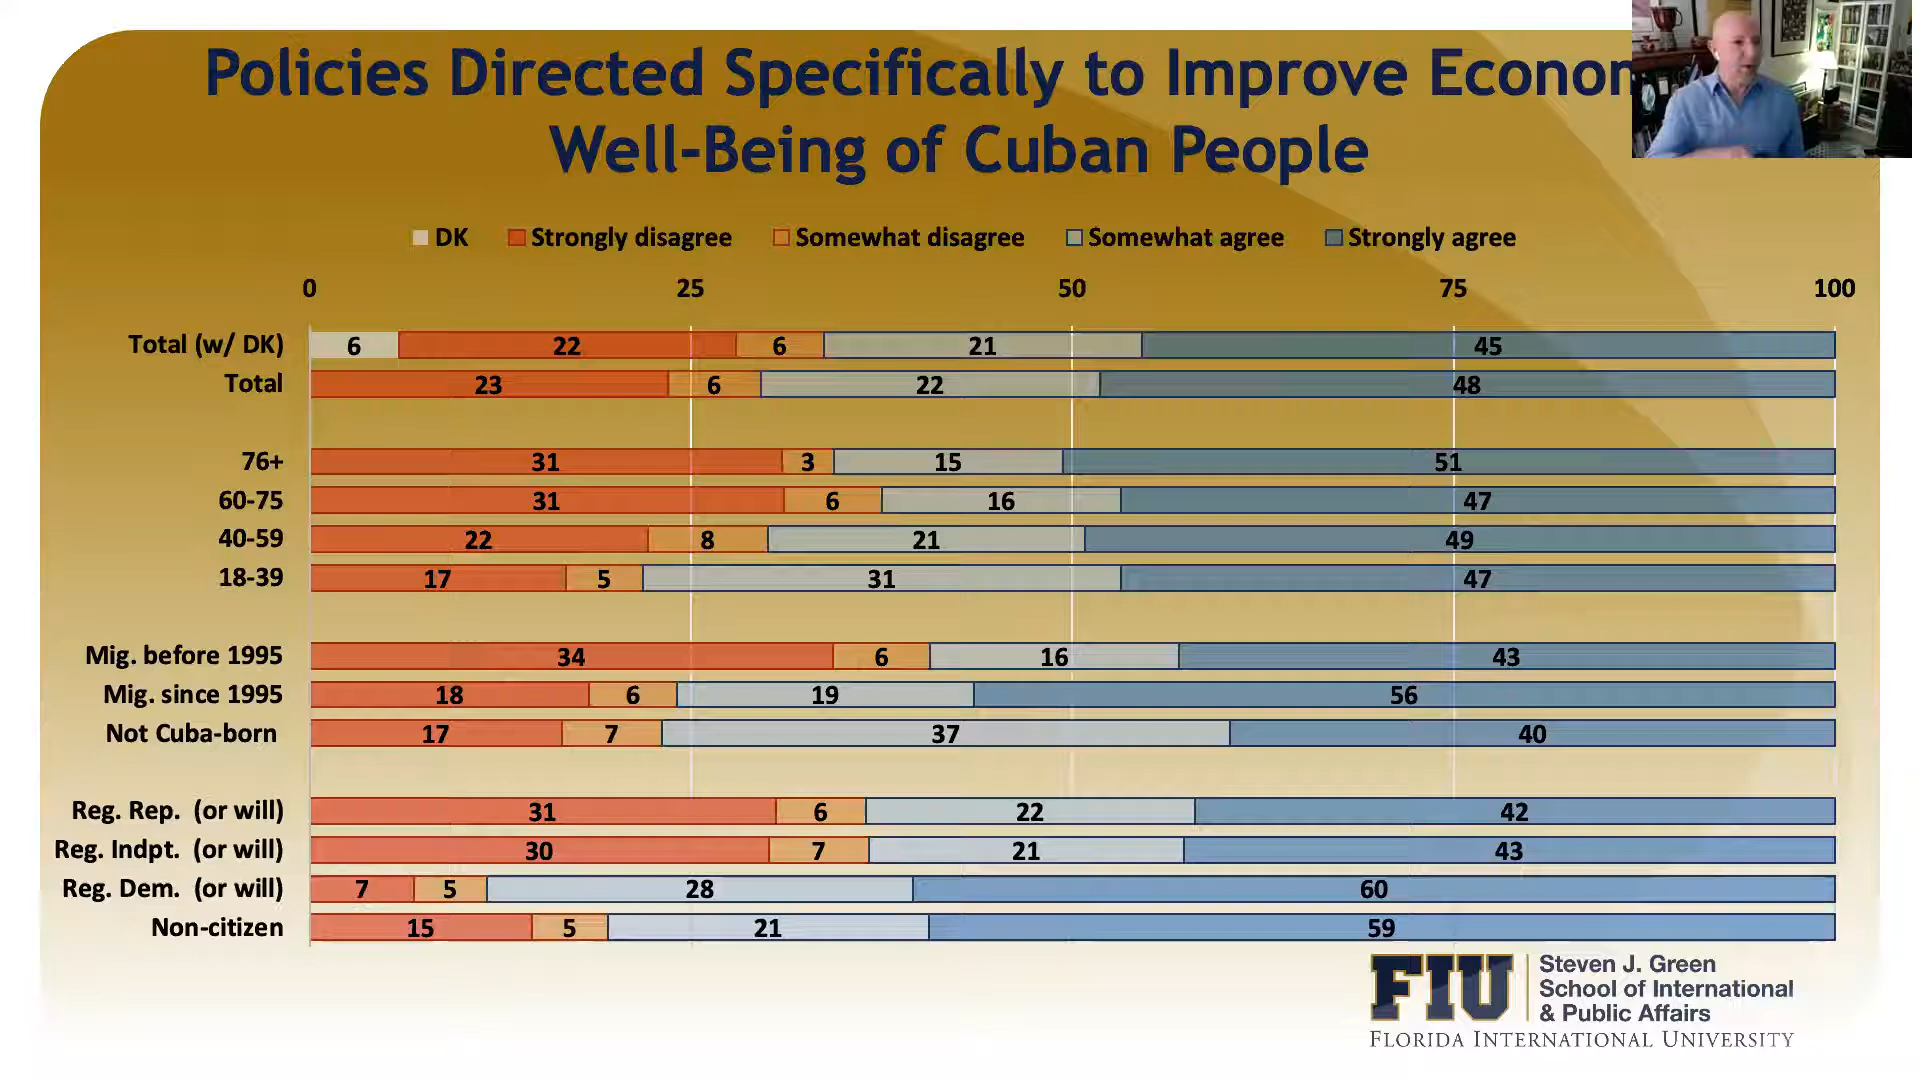 Policies Directed Specifically to Improve Econom
Well-Being of Cuban People
DK Strongly disagree Somewhat disagree Somewhat agree Strongly agree
0 25 50 75 100
Total (w/ DK) 6 22 6 21 45
Total 23 6 22 48
76+ 31 3 15 51
60-75 31 6 16 47
40-59 22 8 21 49
18-39 17 5 31 47
Mig. before 1995 34 6 16 43
Mig. since 1995 18 6 19 56
Not Cuba-born 17 7 37 40
Reg. Rep. (or will) 31 6 22 42
Reg. Indpt. (or will) 30 7 21 43
Reg. Dem. (or will) 7 5 28 60
Non-citizen 15 5 21 59
FIU
Steven J. Green
School of International
& Public Affairs
FLORIDA INTERNATIONAL UNIVERSITY